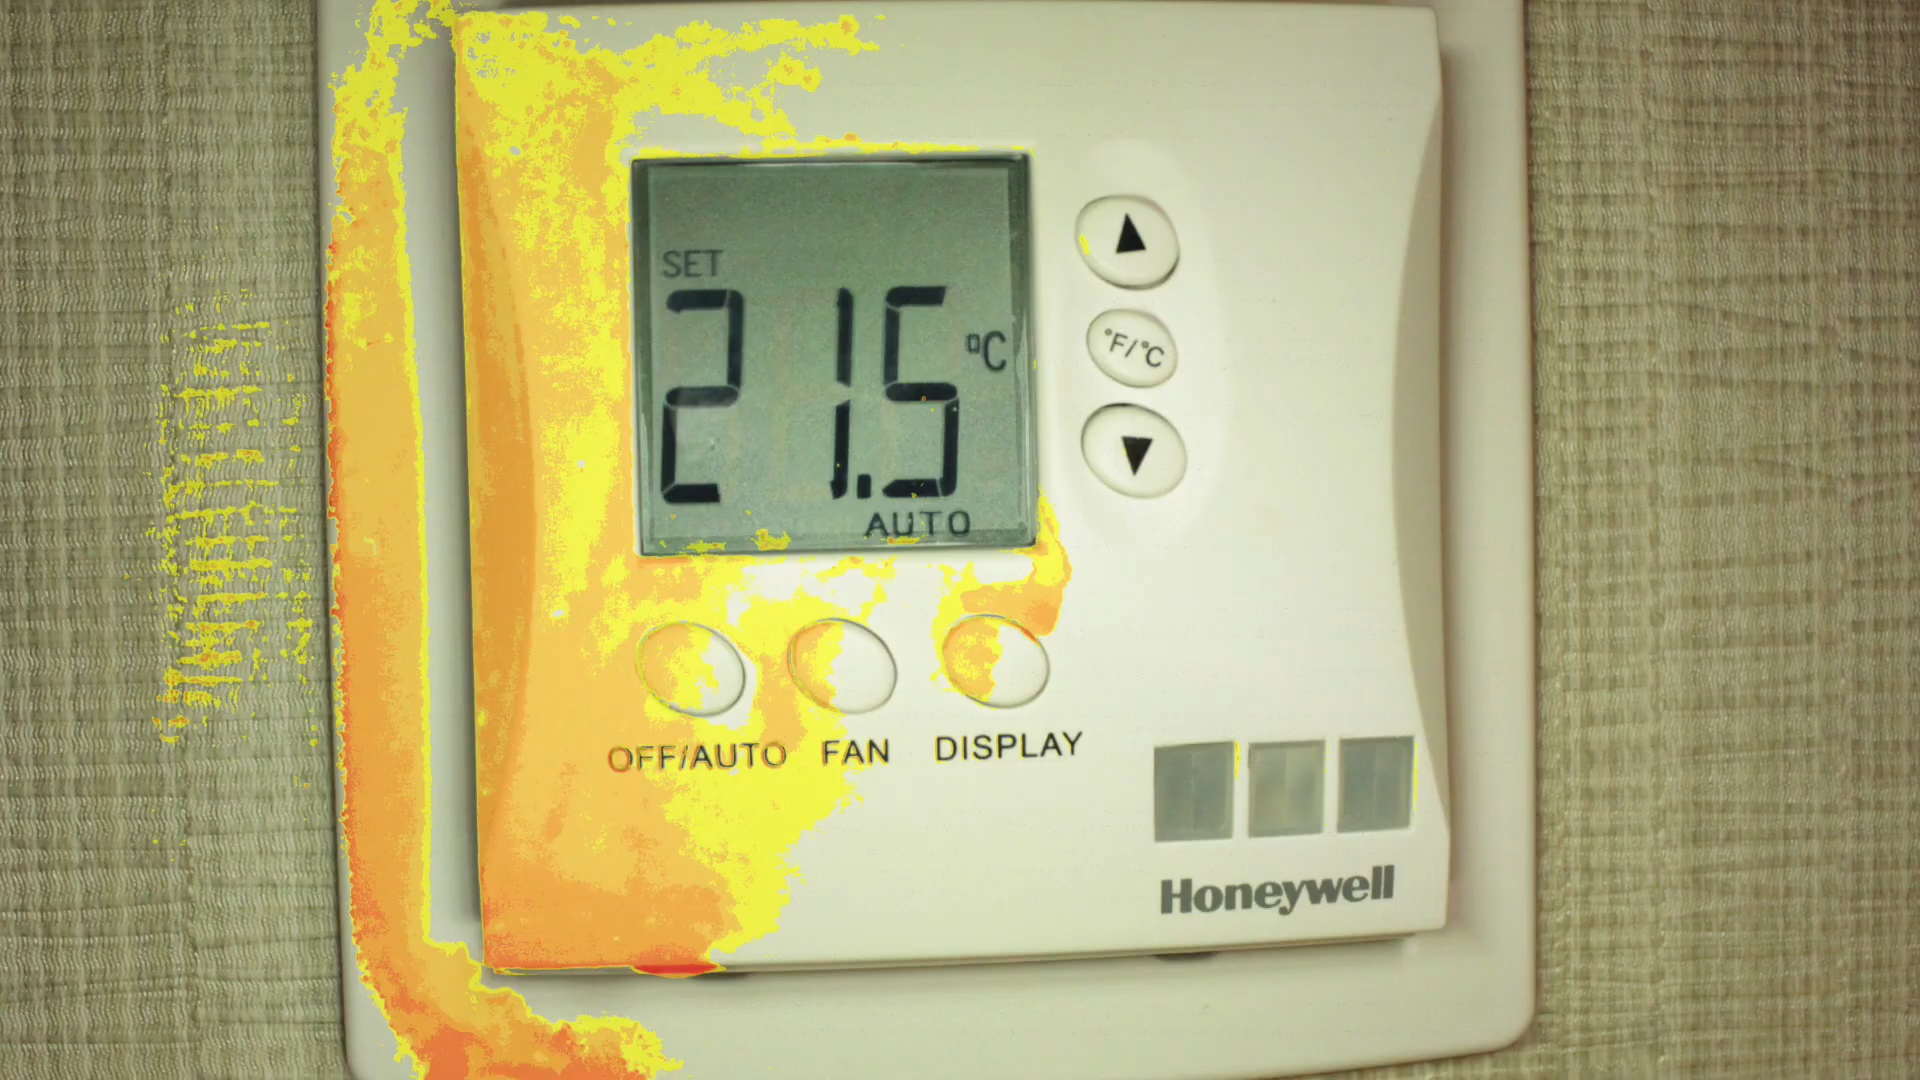 SET
21.5 °C
AUTO
°F/°C
OFF/AUTO FAN DISPLAY
Honeywell